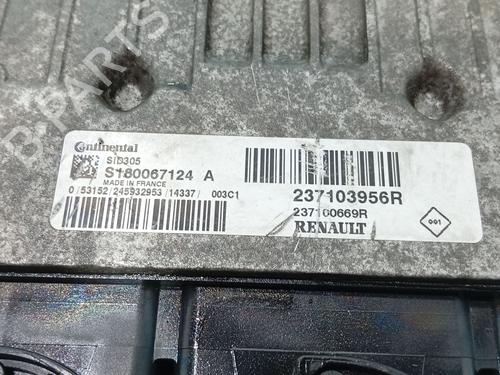 Continental
SID305
S180067124 A
MADE IN FRANCE
0 / 53152 / 245932953 / 14337 / 003C1
237103956R
237100669R
RENAULT
001
B-PARTS